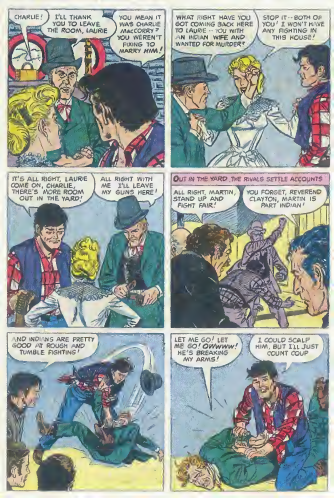 CHARLIE!
I'LL THANK
YOU TO LEAVE
THE ROOM, LAURIE
YOU MEAN IT
WAS CHARLIE
MACCORRY?
YOU WEREN'T
FIXING TO
MARRY HIM!
WHAT RIGHT HAVE YOU
GOT COMING BACK HERE
TO LAURIE -- YOU WITH
AN INDIAN WIFE AND
WANTED FOR MURDER?
STOP IT -- BOTH OF
YOU! I WON'T HAVE
ANY FIGHTING IN
THIS HOUSE!
IT'S ALL RIGHT, LAURIE
COME ON, CHARLIE,
THERE'S MORE ROOM
OUT IN THE YARD!
ALL RIGHT WITH
ME I'LL LEAVE
MY GUNS HERE!
OUT IN THE YARD THE RIVALS SETTLE ACCOUNTS
ALL RIGHT, MARTIN,
STAND UP AND
FIGHT FAIR!
YOU FORGET, REVEREND
CLAYTON, MARTIN IS
PART INDIAN!
AND INDIANS ARE PRETTY
GOOD AT ROUGH AND
TUMBLE FIGHTING!
LET ME GO! LET
ME GO! OWWWW!
HE'S BREAKING
MY ARMS!
I COULD SCALP
HIM, BUT I'LL JUST
COUNT COUP